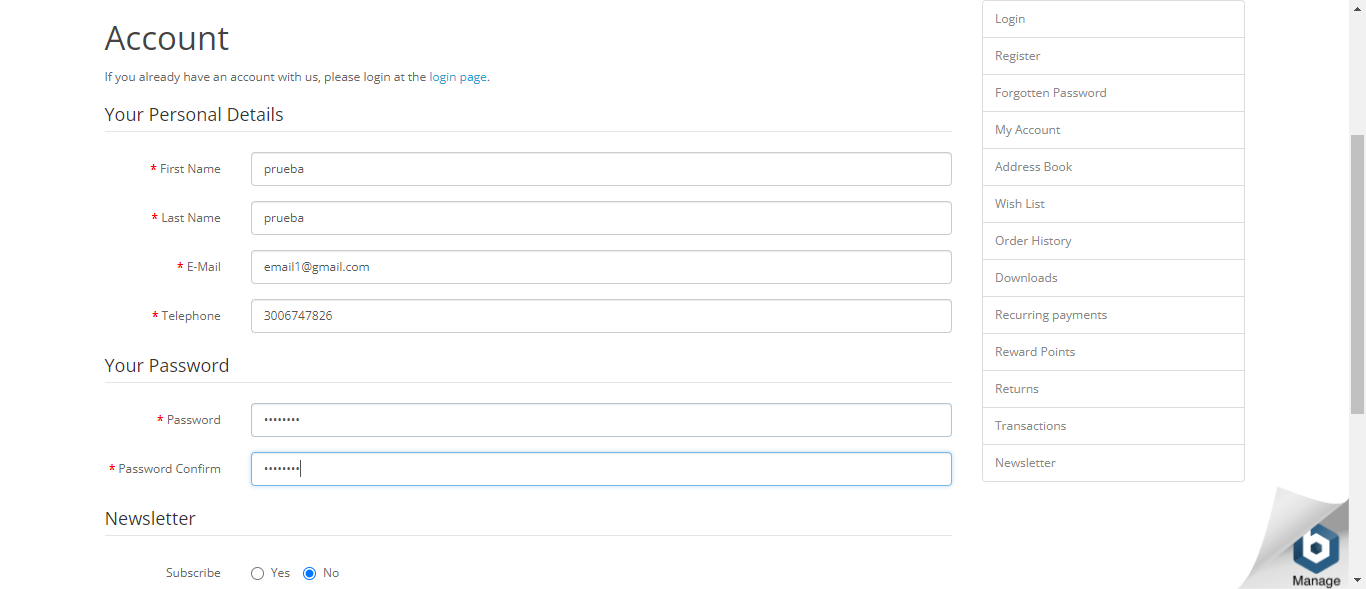 Account
If you already have an account with us, please login at the login page.
Your Personal Details
* First Name prueba
* Last Name prueba
* E-Mail email1@gmail.com
* Telephone 3006747826
Your Password
* Password ••••••••
* Password Confirm ••••••••
Newsletter
Subscribe Yes No
Login
Register
Forgotten Password
My Account
Address Book
Wish List
Order History
Downloads
Recurring payments
Reward Points
Returns
Transactions
Newsletter
b
Manage